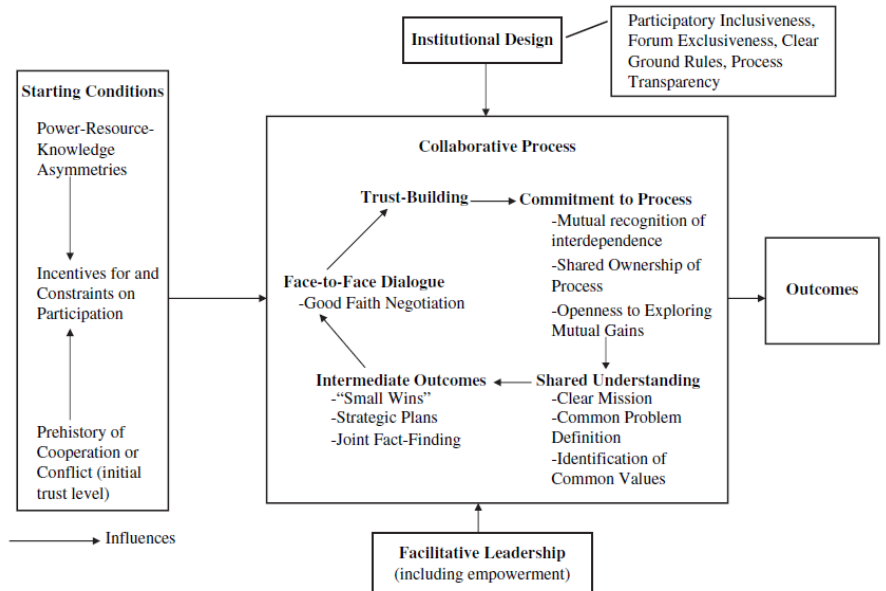 Institutional Design
Participatory Inclusiveness,
Forum Exclusiveness, Clear
Ground Rules, Process
Transparency
Starting Conditions
Power-Resource-
Knowledge
Asymmetries
Incentives for and
Constraints on
Participation
Prehistory of
Cooperation or
Conflict (initial
trust level)
Influences
Collaborative Process
Trust-Building
Commitment to Process
-Mutual recognition of
interdependence
-Shared Ownership of
Process
-Openness to Exploring
Mutual Gains
Face-to-Face Dialogue
-Good Faith Negotiation
Intermediate Outcomes
-“Small Wins”
-Strategic Plans
-Joint Fact-Finding
Shared Understanding
-Clear Mission
-Common Problem
Definition
-Identification of
Common Values
Outcomes
Facilitative Leadership
(including empowerment)